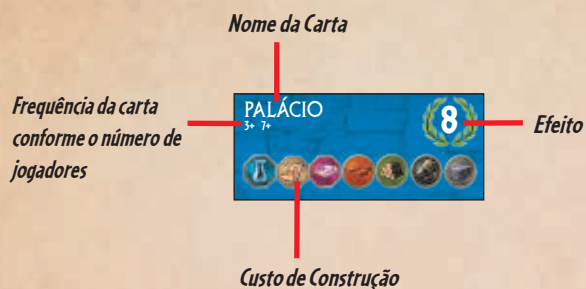 Nome da Carta
Frequência da carta
conforme o número de
jogadores
PALÁCIO
3+ 7+
8
Efeito
Custo de Construção